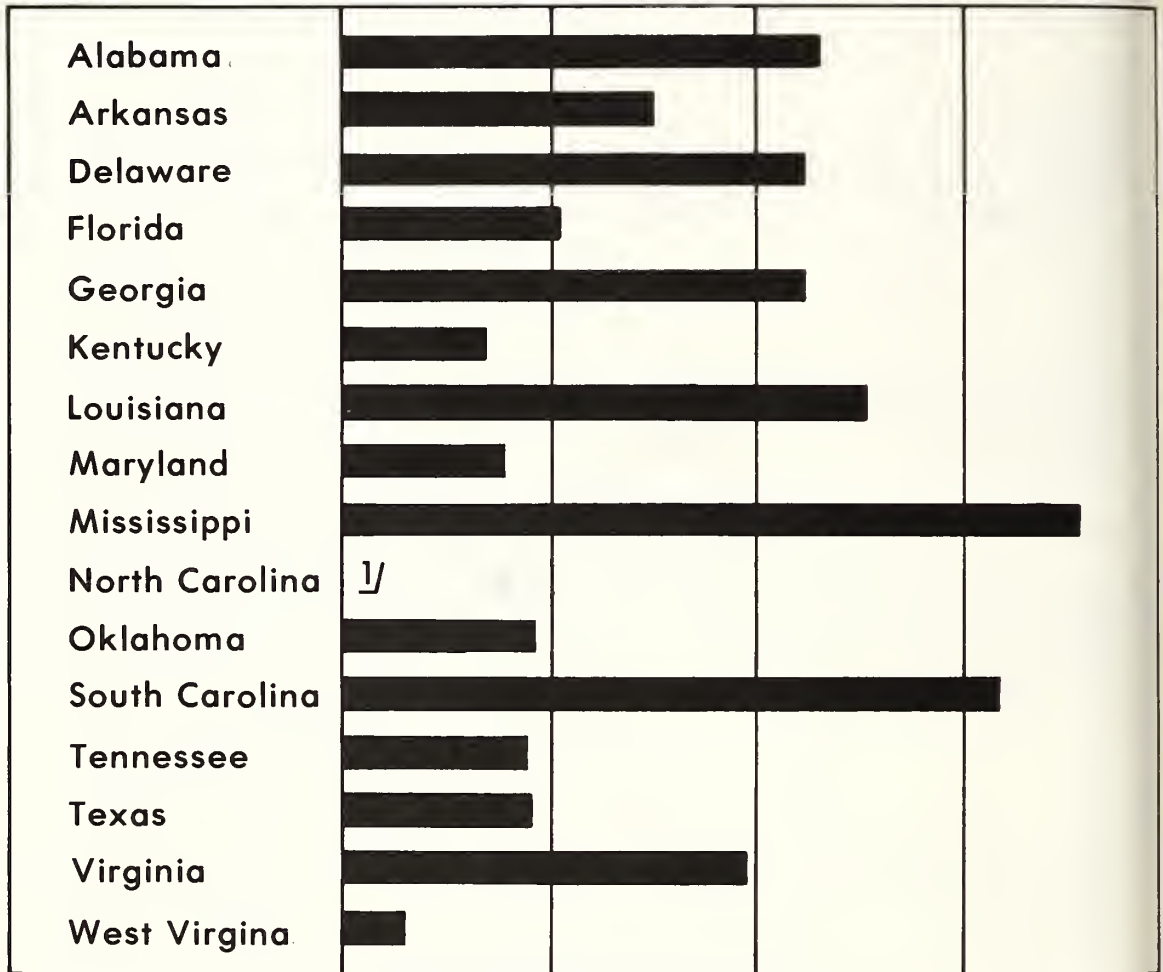 Alabama
Arkansas
Delaware
Florida
Georgia
Kentucky
Louisiana
Maryland
Mississippi
North Carolina 1/
Oklahoma
South Carolina
Tennessee
Texas
Virginia
West Virgina